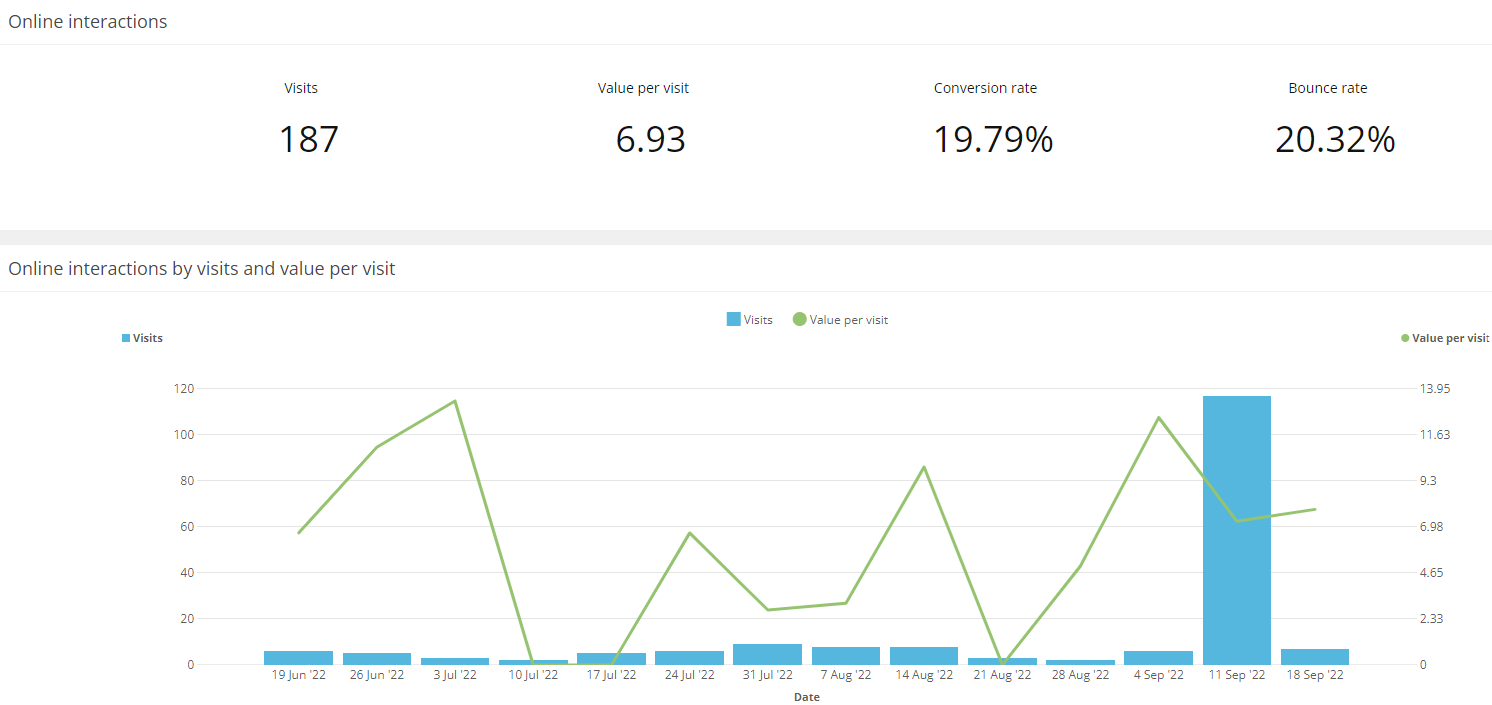 Online interactions
Visits Value per visit Conversion rate Bounce rate
187 6.93 19.79% 20.32%
Online interactions by visits and value per visit
Visits Value per visit
Visits Value per visit
120 13.95
100 11.63
80 9.3
60 6.98
40 4.65
20 2.33
0 0
19 Jun '22 26 Jun '22 3 Jul '22 10 Jul '22 17 Jul '22 24 Jul '22 31 Jul '22 7 Aug '22 14 Aug '22 21 Aug '22 28 Aug '22 4 Sep '22 11 Sep '22 18 Sep '22
Date